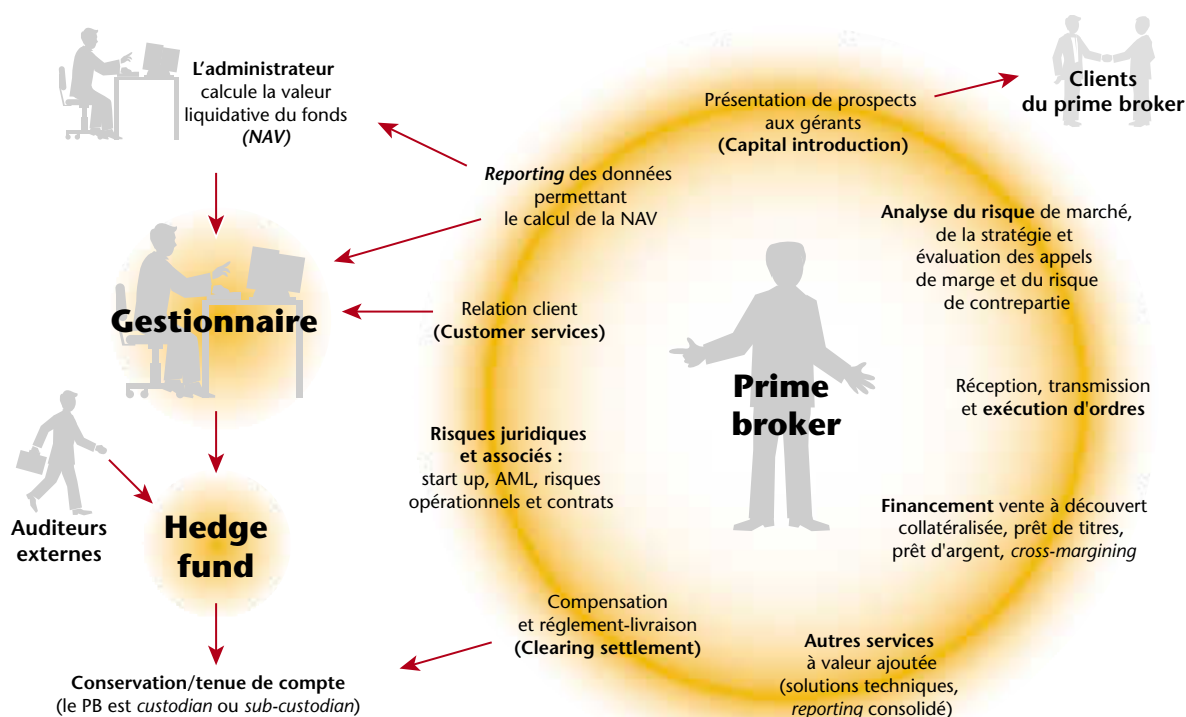 L'administrateur
calcule la valeur
liquidative du fonds
(NAV)
Clients
du prime broker
Présentation de prospects
aux gérants
(Capital introduction)
Reporting des données
permettant
le calcul de la NAV
Analyse du risque de marché,
de la stratégie et
évaluation des appels
de marge et du risque
de contrepartie
Gestionnaire
Relation client
(Customer services)
Prime
broker
Réception, transmission
et exécution d'ordres
Risques juridiques
et associés :
start up, AML, risques
opérationnels et contrats
Auditeurs
externes
Hedge
fund
Financement vente à découvert
collatéralisée, prêt de titres,
prêt d'argent, cross-margining
Compensation
et réglement-livraison
(Clearing settlement)
Autres services
à valeur ajoutée
(solutions techniques,
reporting consolidé)
Conservation/tenue de compte
(le PB est custodian ou sub-custodian)